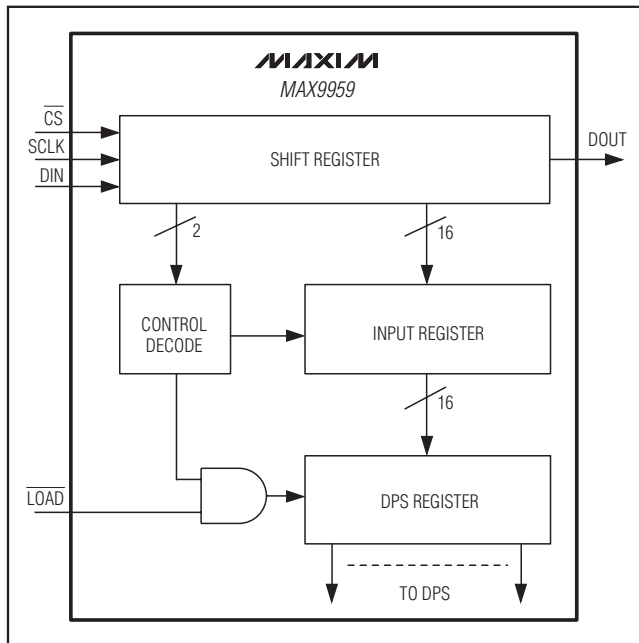 MAXIM
MAX9959
CS
SCLK
DIN
SHIFT REGISTER
DOUT
2
16
CONTROL
DECODE
INPUT REGISTER
16
LOAD
DPS REGISTER
TO DPS